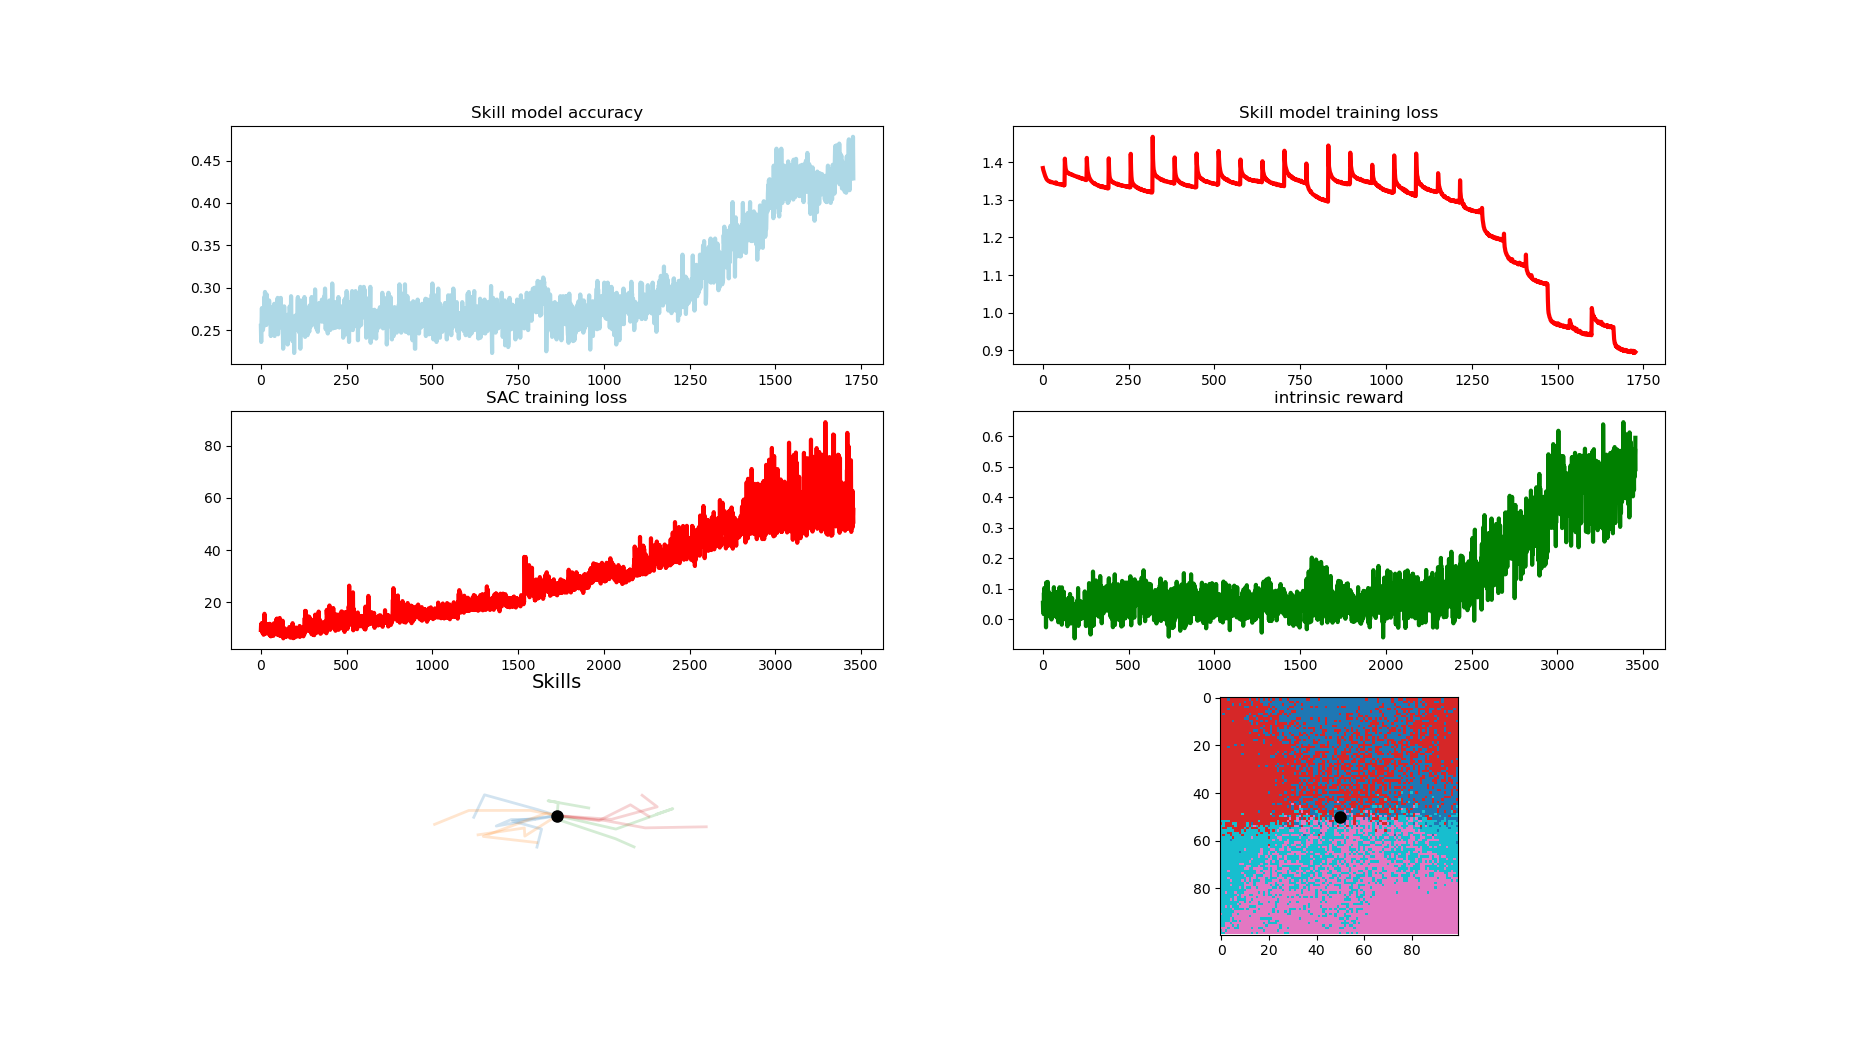 Skill model accuracy
0.45
0.40
0.35
0.30
0.25
0 250 500 750 1000 1250 1500 1750
Skill model training loss
1.4
1.3
1.2
1.1
1.0
0.9
0 250 500 750 1000 1250 1500 1750
SAC training loss
80
60
40
20
0 500 1000 1500 2000 2500 3000 3500
intrinsic reward
0.6
0.5
0.4
0.3
0.2
0.1
0.0
0 500 1000 1500 2000 2500 3000 3500
Skills
0
20
40
60
80
0 20 40 60 80